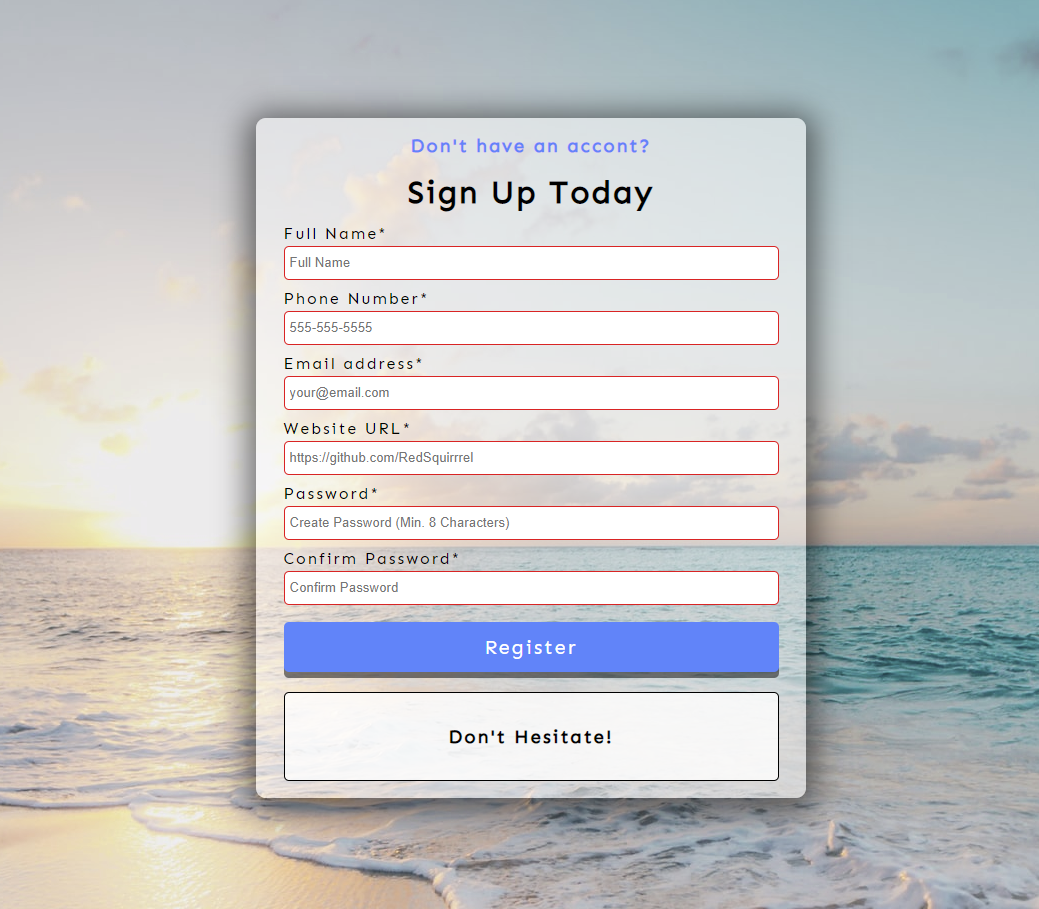 Don't have an accont?
Sign Up Today
Full Name*
Full Name
Phone Number*
555-555-5555
Email address*
your@email.com
Website URL*
https://github.com/RedSquirrrel
Password*
Create Password (Min. 8 Characters)
Confirm Password*
Confirm Password
Register
Don't Hesitate!